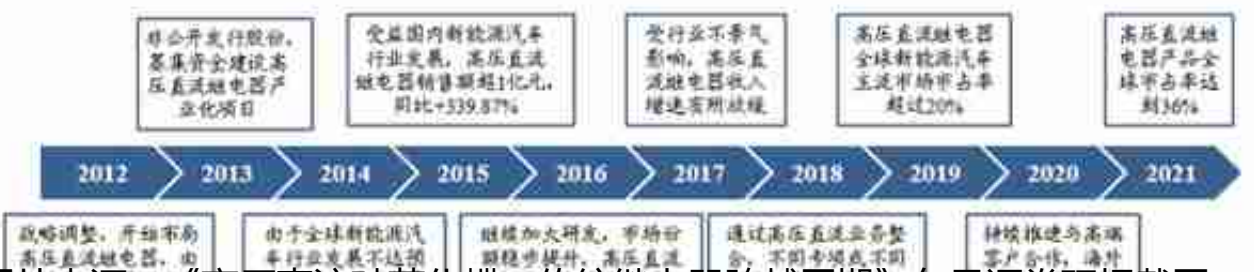 非公开发行股份,
募集资金建设高
压直流继电器产
业化项目
受益国内新能源汽车
行业发展,高压直流
继电器销售额超1亿元,
同比+339.87%
受行业不景气
影响,高压直
流继电器收入
增速有所放缓
高压直流继电器
全球新能源汽车
主流市场市占率
超过20%
高压直流继
电器产品全
球市占率达
到36%
2012 2013 2014 2015 2016 2017 2018 2019 2020 2021
战略调整,开始布局
高压直流继电器,由
由于全球新能源汽
车行业发展不达预
继续加大研发,市场份
额稳步提升,高压直流
通过高压直流业务整
合,不同专项或不同
持续推进与高端
客户合作,海外